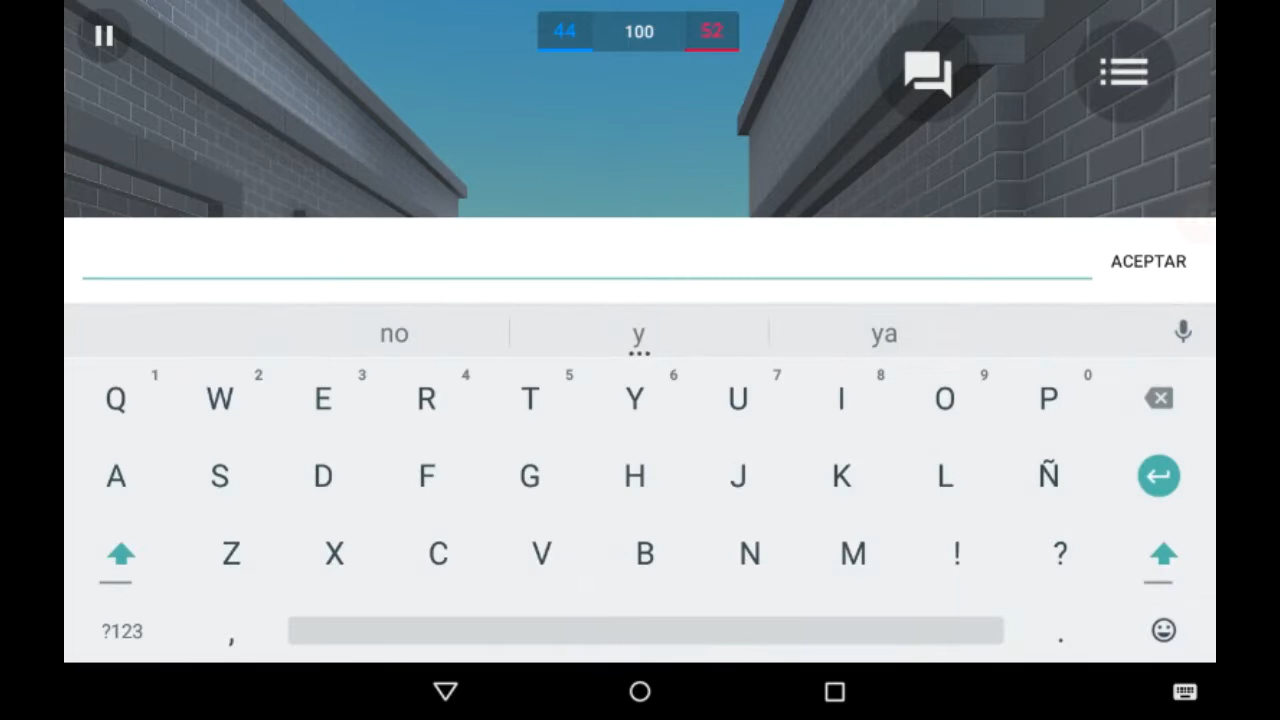 44 100 52
ACEPTAR
no y ya
1 2 3 4 5 6 7 8 9 0
Q W E R T Y U I O P
A S D F G H J K L Ñ
Z X C V B N M ! ?
?123 , .